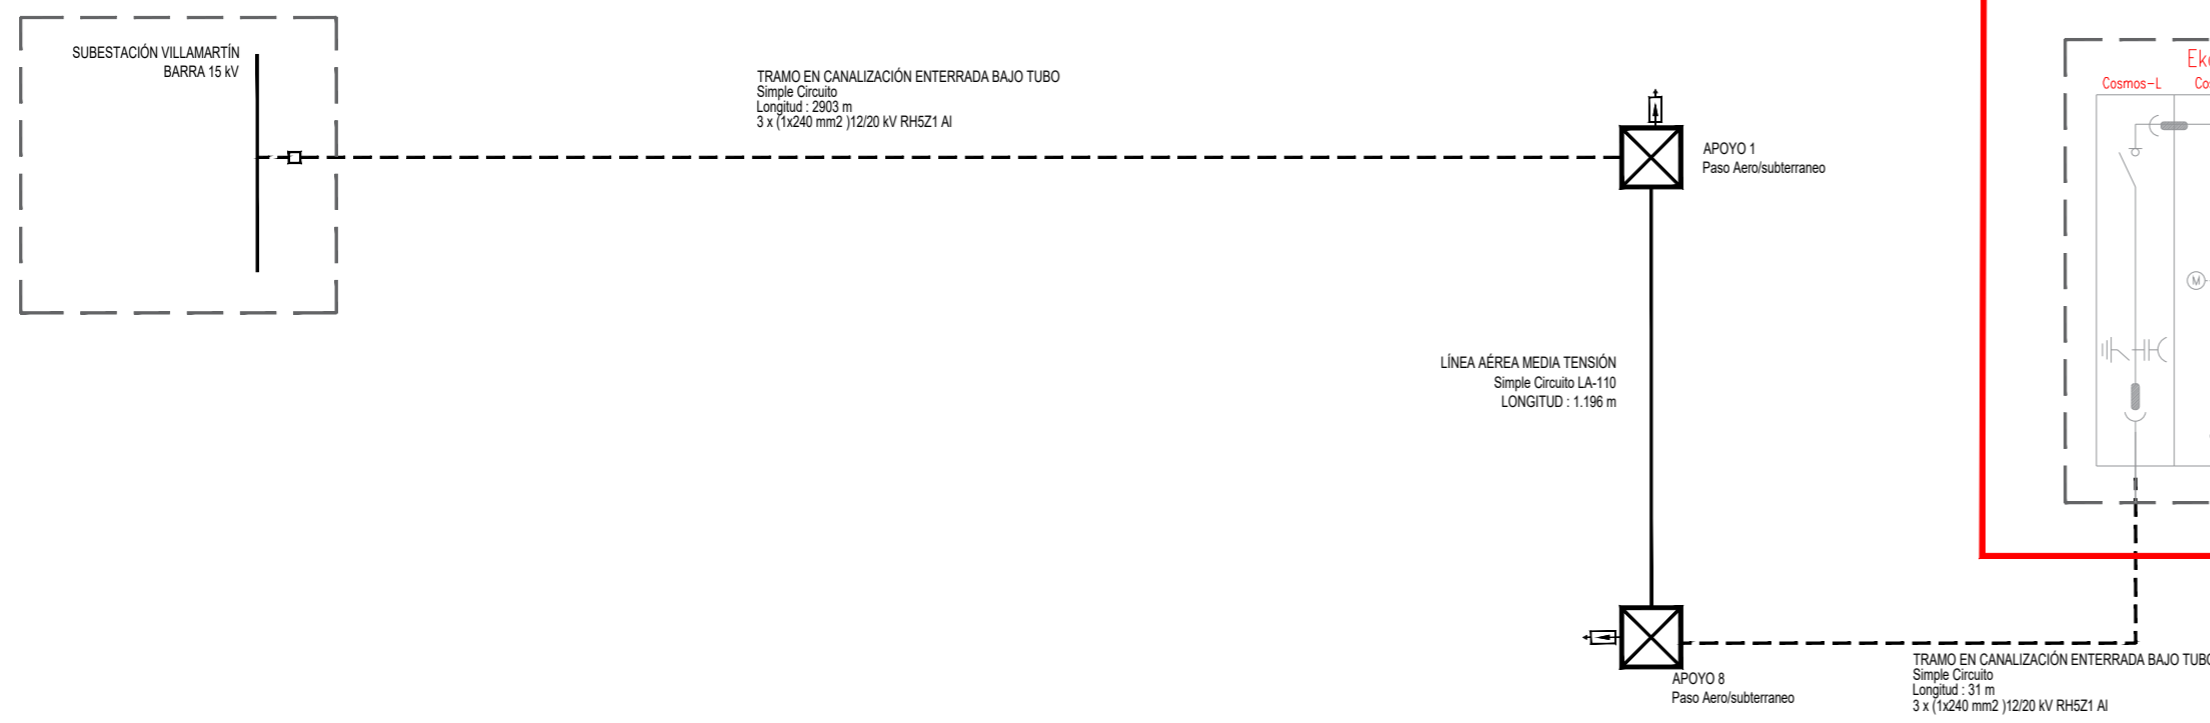 SUBESTACIÓN VILLAMARTÍN
BARRA 15 kV
TRAMO EN CANALIZACIÓN ENTERRADA BAJO TUBO
Simple Circuito
Longitud : 2903 m
3 x (1x240 mm2 )12/20 kV RH5Z1 Al
APOYO 1
Paso Aero/subterraneo
LÍNEA AÉREA MEDIA TENSIÓN
Simple Circuito LA-110
LONGITUD : 1.196 m
APOYO 8
Paso Aero/subterraneo
TRAMO EN CANALIZACIÓN ENTERRADA BAJO TUBO
Simple Circuito
Longitud : 31 m
3 x (1x240 mm2 )12/20 kV RH5Z1 Al
Cosmos-L
M